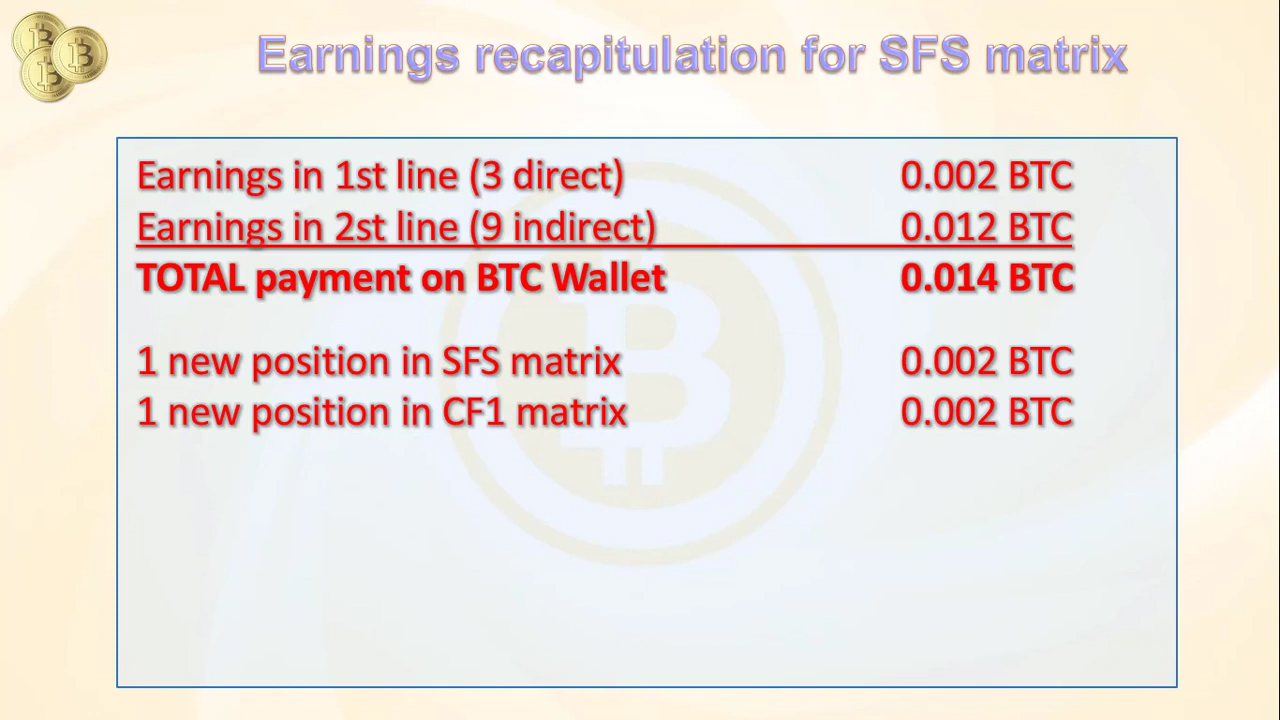 Earnings recapitulation for SFS matrix
Earnings in 1st line (3 direct) 0.002 BTC
Earnings in 2st line (9 indirect) 0.012 BTC
TOTAL payment on BTC Wallet 0.014 BTC
1 new position in SFS matrix 0.002 BTC
1 new position in CF1 matrix 0.002 BTC